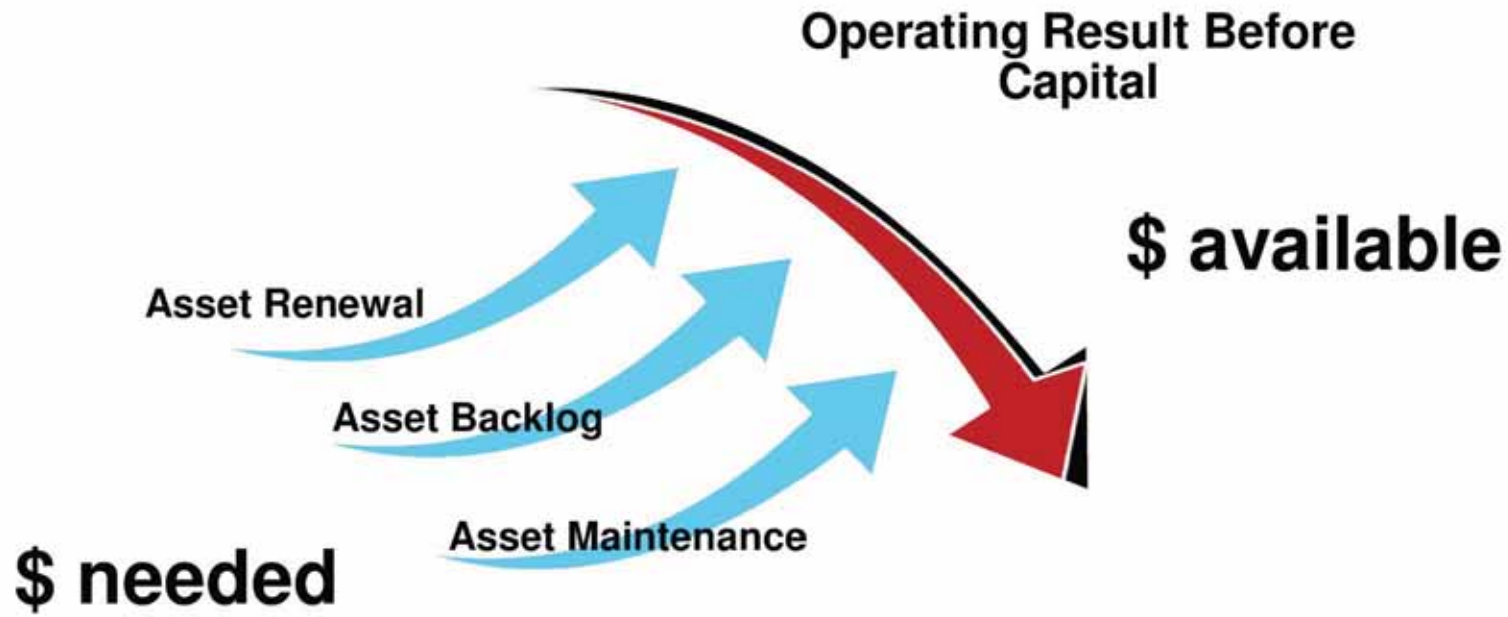 Operating Result Before
Capital
$ available
Asset Renewal
Asset Backlog
Asset Maintenance
$ needed